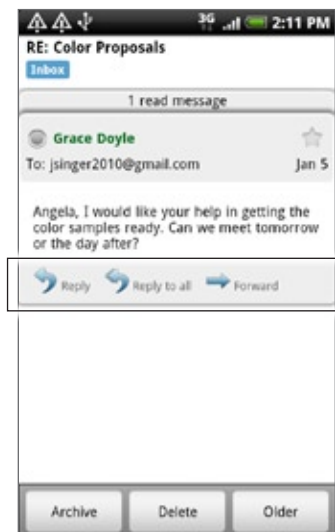 3G 2:11 PM
RE: Color Proposals
Inbox
1 read message
Grace Doyle
To: jsinger2010@gmail.com Jan 5
Angela, I would like your help in getting the
color samples ready. Can we meet tomorrow
or the day after?
Reply Reply to all Forward
Archive Delete Older